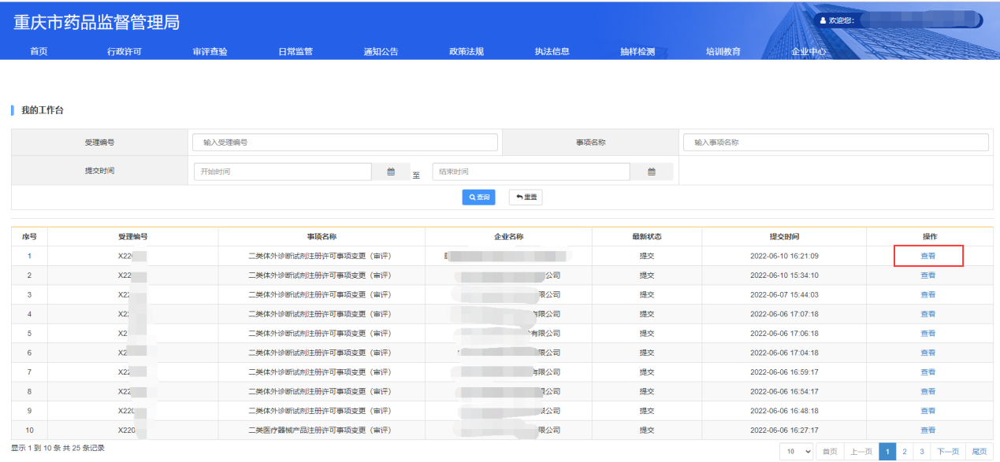 重庆市药品监督管理局
欢迎您:
首页 行政许可 审评查验 日常监管 通知公告 政策法规 执法信息 抽样检测 培训教育 企业中心
我的工作台
受理编号 输入受理编号 事项名称 输入事项名称
提交时间 开始时间 至 结束时间
查询 重置
序号 受理编号 事项名称 企业名称 最新状态 提交时间 操作
1 X220 二类体外诊断试剂注册许可事项变更（审评） 提交 2022-06-10 16:21:09 查看
2 X22 二类体外诊断试剂注册许可事项变更（审评） 公司 提交 2022-06-10 15:34:10 查看
3 X22 二类体外诊断试剂注册许可事项变更（审评） 限公司 提交 2022-06-07 15:44:03 查看
4 X22 二类体外诊断试剂注册许可事项变更（审评） 有限公司 提交 2022-06-06 17:07:18 查看
5 X2 二类体外诊断试剂注册许可事项变更（审评） 有限公司 提交 2022-06-06 17:06:18 查看
6 X2 二类体外诊断试剂注册许可事项变更（审评） 限公司 提交 2022-06-06 17:04:18 查看
7 X22 二类体外诊断试剂注册许可事项变更（审评） 有限公司 提交 2022-06-06 16:59:17 查看
8 X22 二类体外诊断试剂注册许可事项变更（审评） 限公司 提交 2022-06-06 16:54:17 查看
9 X220 二类体外诊断试剂注册许可事项变更（审评） 限公司 提交 2022-06-06 16:48:18 查看
10 X220 二类医疗器械产品注册许可事项变更（审评） 限公司 提交 2022-06-06 16:27:17 查看
显示 1 到 10 条 共 25 条记录
10 首页 上一页 1 2 3 下一页 尾页